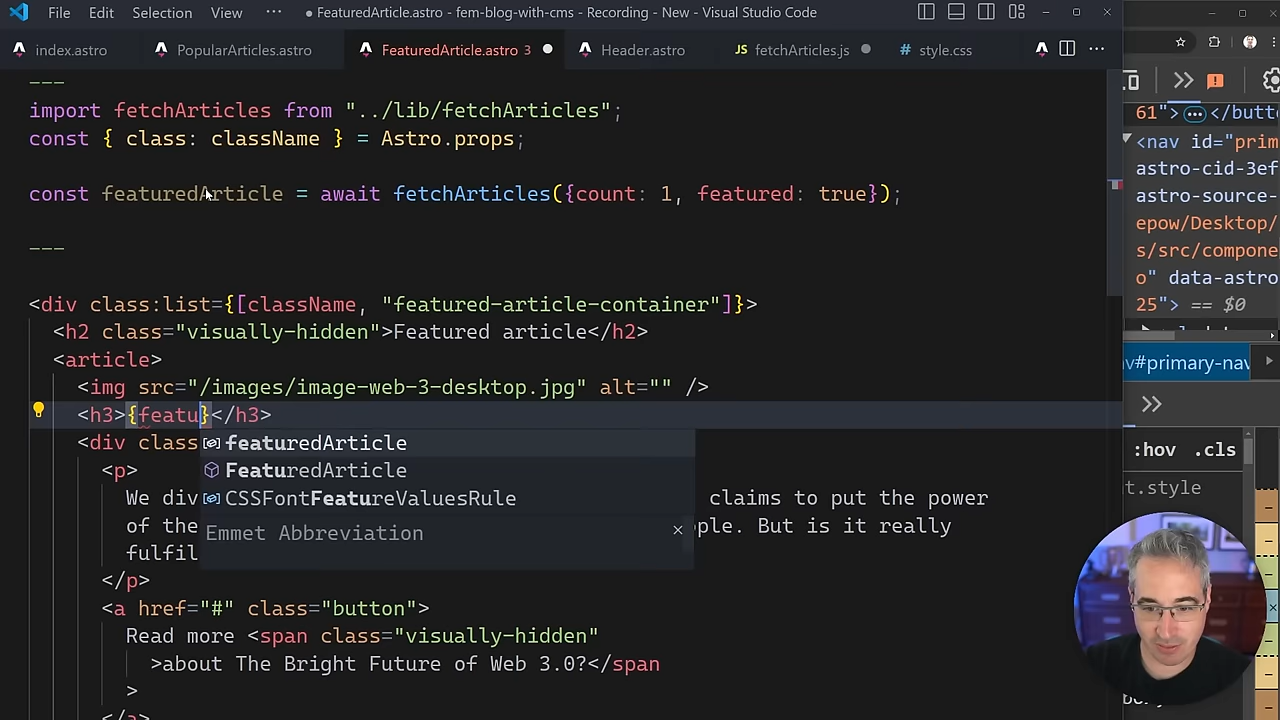 File Edit Selection View ··· ● FeaturedArticle.astro - fem-blog-with-cms - Recording - New - Visual Studio Code
index.astro PopularArticles.astro FeaturedArticle.astro 3 Header.astro JS fetchArticles.js # style.css
---
import fetchArticles from "../lib/fetchArticles";
const { class: className } = Astro.props;
const featuredArticle = await fetchArticles({count: 1, featured: true});
---
<div class:list={[className, "featured-article-container"]}>
<h2 class="visually-hidden">Featured article</h2>
<article>
<img src="/images/image-web-3-desktop.jpg" alt="" />
<h3>{featu}</h3>
<div class
featuredArticle
FeaturedArticle
CSSFontFeatureValuesRule
Emmet Abbreviation
<p>
We div claims to put the power
of the ple. But is it really
fulfil
</p>
<a href="#" class="button">
Read more <span class="visually-hidden"
>about The Bright Future of Web 3.0?</span
>
61"> ··· </butt
<nav id="prim
astro-cid-3ef
astro-source-
epow/Desktop/
s/src/compone
o" data-astro
25"> == $0
v#primary-nav
:hov .cls
t.style